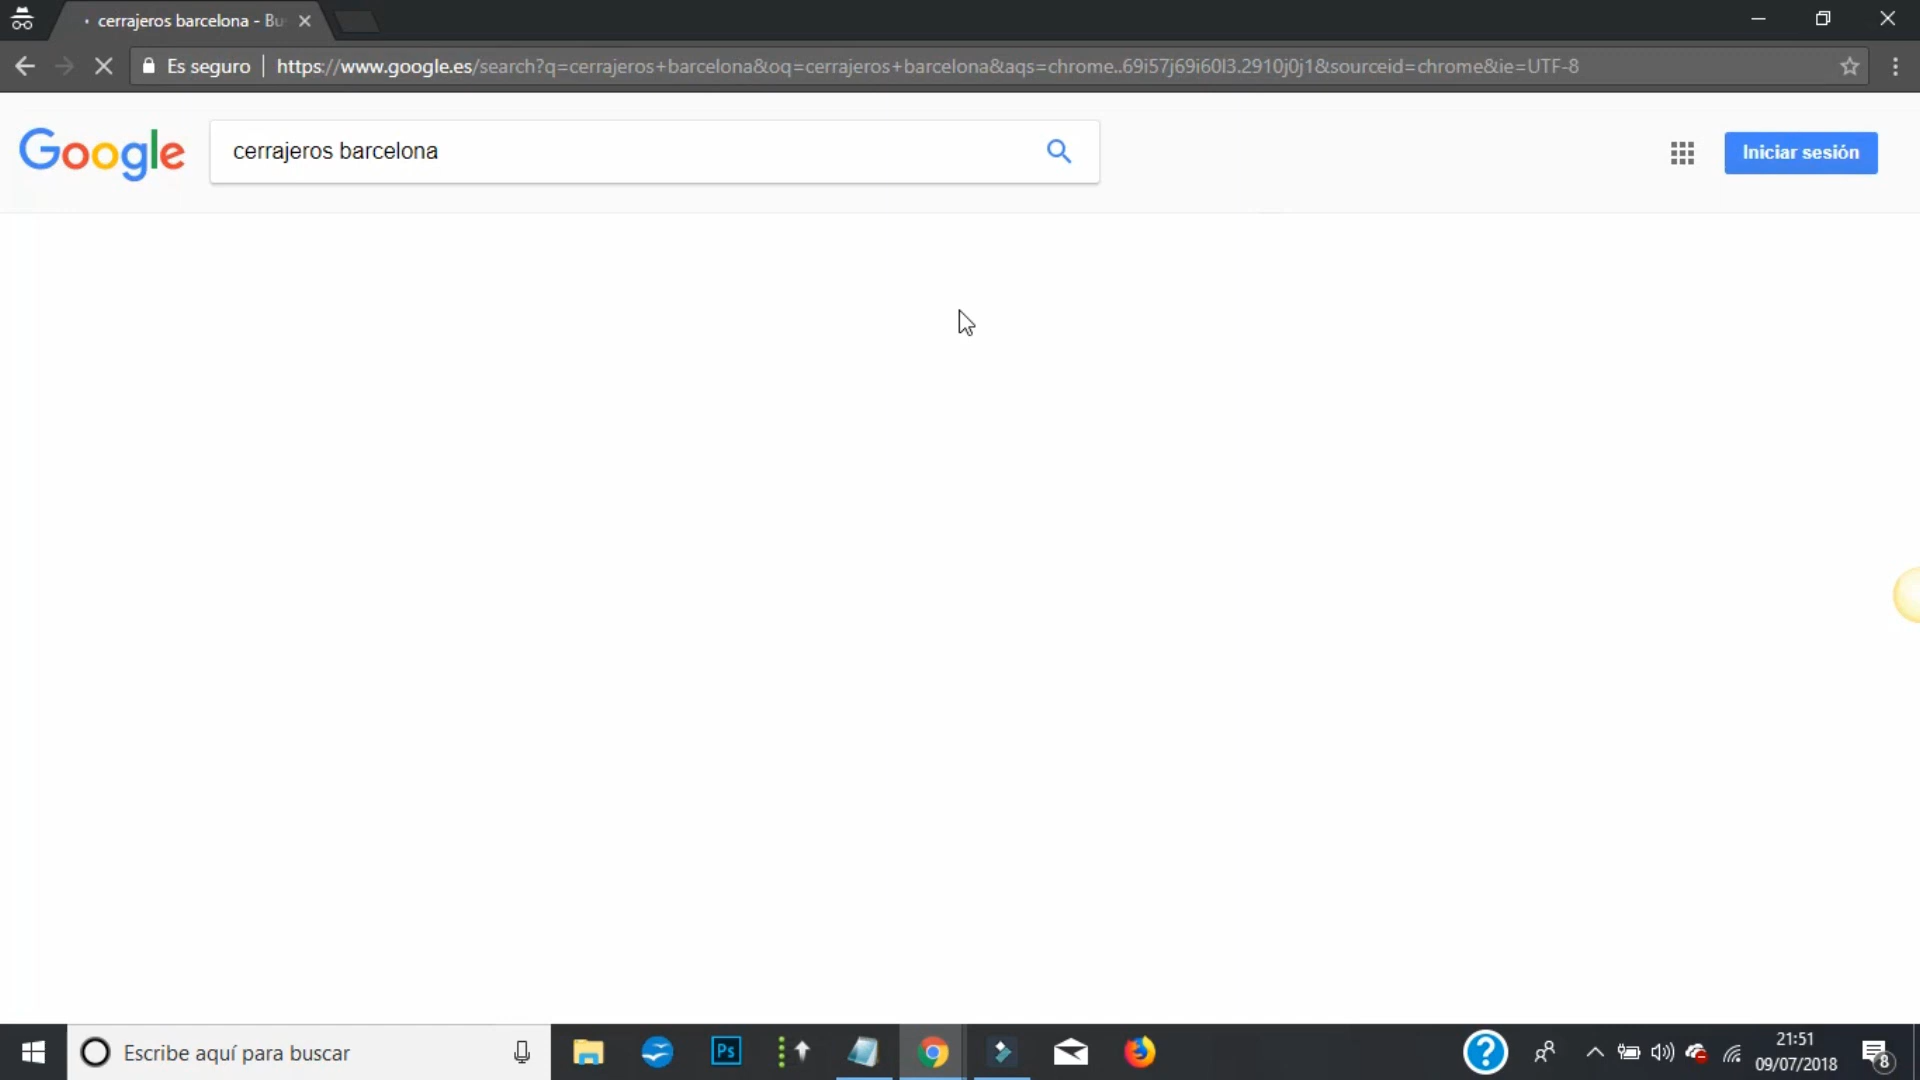 cerrajeros barcelona - Bu
Es seguro
https://www.google.es/search?q=cerrajeros+barcelona&oq=cerrajeros+barcelona&aqs=chrome..69i57j69i60l3.2910j0j1&sourceid=chrome&ie=UTF-8
Google
cerrajeros barcelona
Iniciar sesión
Escribe aquí para buscar
Ps
21:51
09/07/2018
8